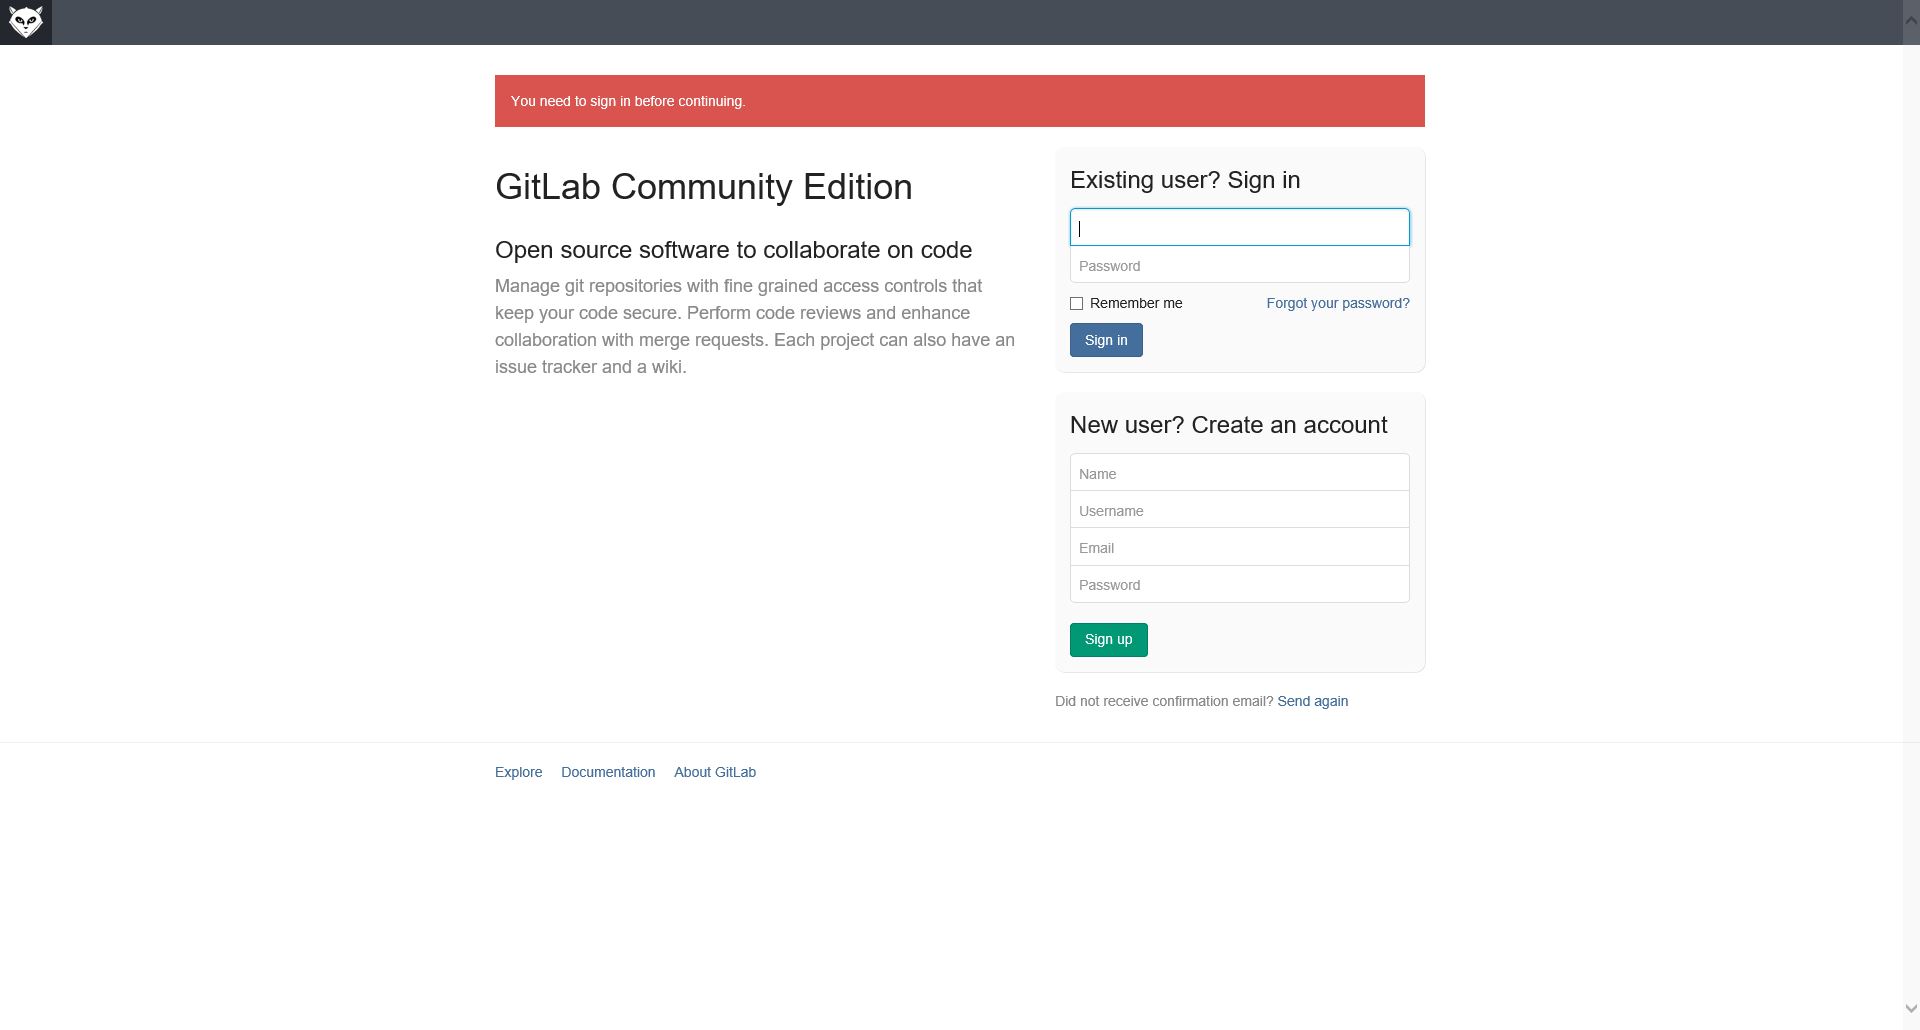 You need to sign in before continuing.
GitLab Community Edition
Open source software to collaborate on code
Manage git repositories with fine grained access controls that
keep your code secure. Perform code reviews and enhance
collaboration with merge requests. Each project can also have an
issue tracker and a wiki.
Existing user? Sign in
Password
Remember me Forgot your password?
Sign in
New user? Create an account
Name
Username
Email
Password
Sign up
Did not receive confirmation email? Send again
Explore Documentation About GitLab